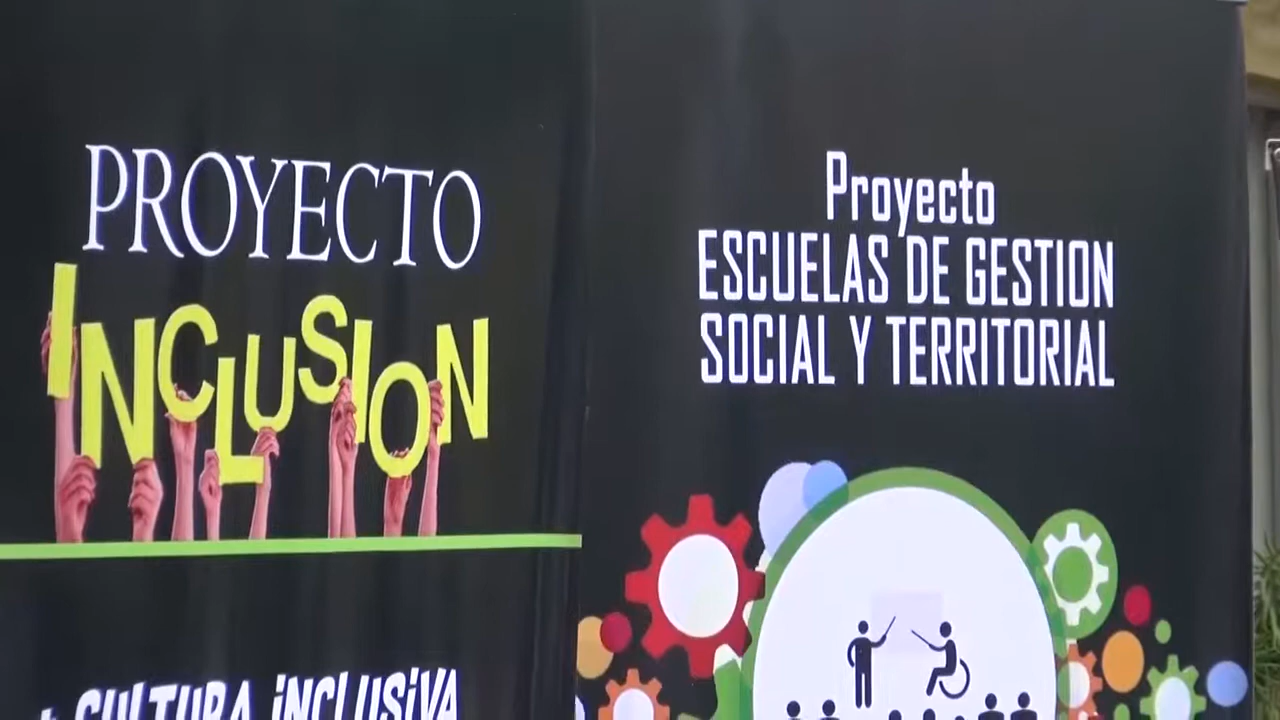 PROYECTO
INCLUSION
+ CULTURA iNCLUSiVA
Proyecto
ESCUELAS DE GESTION
SOCIAL Y TERRITORIAL